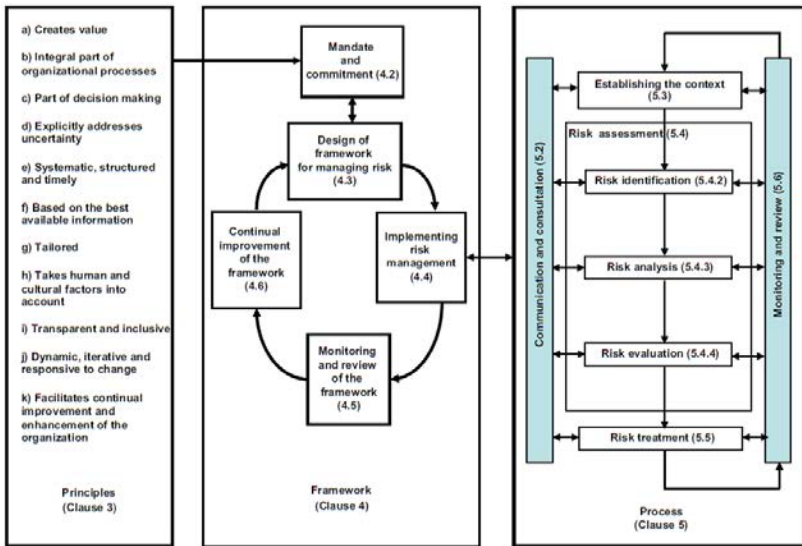 a) Creates value
b) Integral part of
organizational processes
c) Part of decision making
d) Explicitly addresses
uncertainty
e) Systematic, structured
and timely
f) Based on the best
available information
g) Tailored
h) Takes human and
cultural factors into
account
i) Transparent and inclusive
j) Dynamic, iterative and
responsive to change
k) Facilitates continual
improvement and
enhancement of the
organization
Principles
(Clause 3)
Mandate
and
commitment (4.2)
Design of
framework
for managing risk
(4.3)
Continual
improvement
of the
framework (4.6)
Implementing
risk
management
(4.4)
Monitoring
and review
of the
framework
(4.5)
Framework
(Clause 4)
Communication and consultation (5.2)
Establishing the context
(5.3)
Risk assessment (5.4)
Risk identification (5.4.2)
Risk analysis (5.4.3)
Risk evaluation (5.4.4)
Risk treatment (5.5)
Monitoring and review (5.6)
Process
(Clause 5)